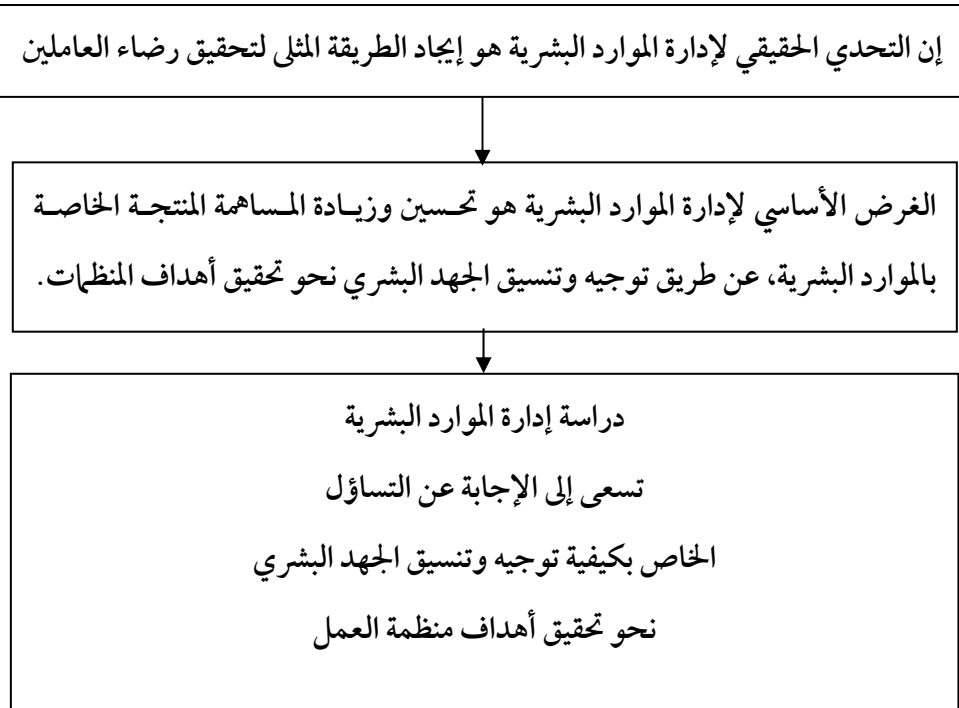 إن التحدي الحقيقي لإدارة الموارد البشرية هو إيجاد الطريقة المثلى لتحقيق رضاء العاملين
الغرض الأساسي لإدارة الموارد البشرية هو تحسين وزيادة المساهمة المنتجة الخاصة
بالموارد البشرية، عن طريق توجيه وتنسيق الجهد البشري نحو تحقيق أهداف المنظمات.
دراسة إدارة الموارد البشرية
تسعى إلى الإجابة عن التساؤل
الخاص بكيفية توجيه وتنسيق الجهد البشري
نحو تحقيق أهداف منظمة العمل